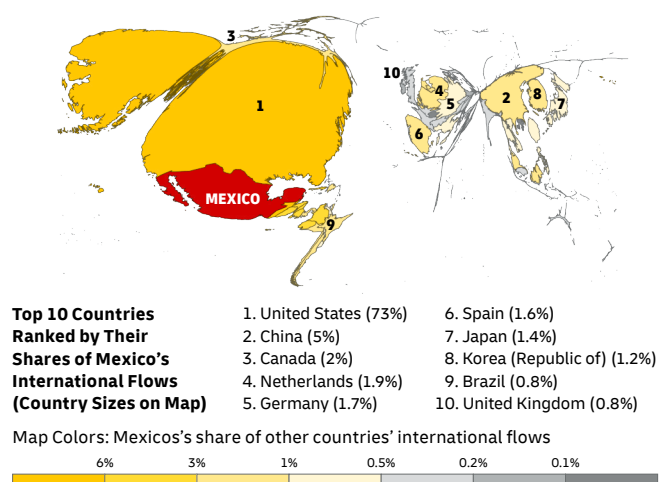 3
10
1
4
5
2
8
7
6
MEXICO
9
Top 10 Countries
Ranked by Their
Shares of Mexico's
International Flows
(Country Sizes on Map)
1. United States (73%)
2. China (5%)
3. Canada (2%)
4. Netherlands (1.9%)
5. Germany (1.7%)
6. Spain (1.6%)
7. Japan (1.4%)
8. Korea (Republic of) (1.2%)
9. Brazil (0.8%)
10. United Kingdom (0.8%)
Map Colors: Mexicos's share of other countries' international flows
6% 3% 1% 0.5% 0.2% 0.1%